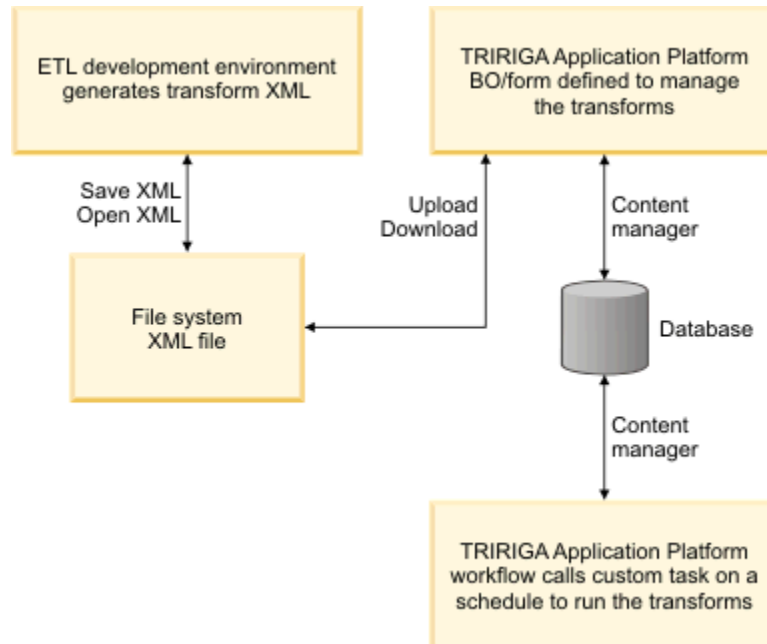 ETL development environment
generates transform XML
TRIRIGA Application Platform
BO/form defined to manage
the transforms
Save XML
Open XML
Upload
Download
Content
manager
File system
XML file
Database
Content
manager
TRIRIGA Application Platform
workflow calls custom task on a
schedule to run the transforms